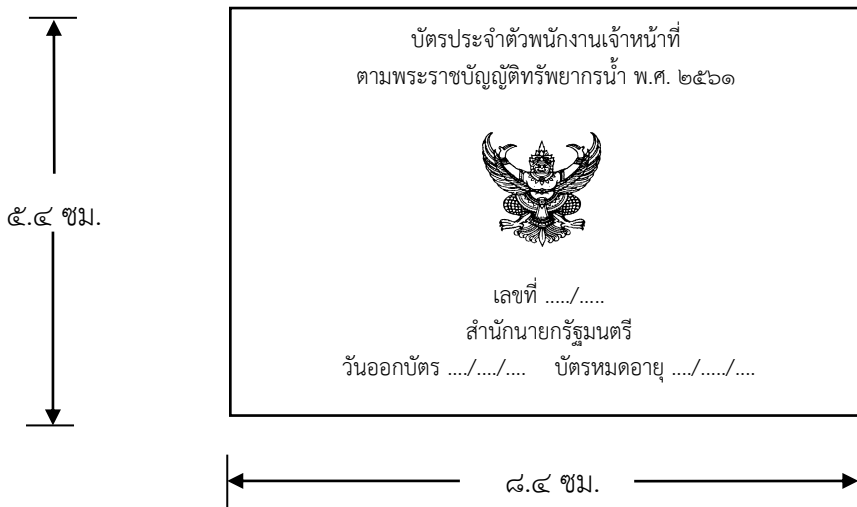 บัตรประจำตัวพนักงานเจ้าหน้าที่
ตามพระราชบัญญัติทรัพยากรน้ำ พ.ศ. ๒๕๖๑
๕.๔ ซม.
เลขที่ ...../.....
สำนักนายกรัฐมนตรี
วันออกบัตร ..../..../.... บัตรหมดอายุ ..../...../....
๘.๔ ซม.